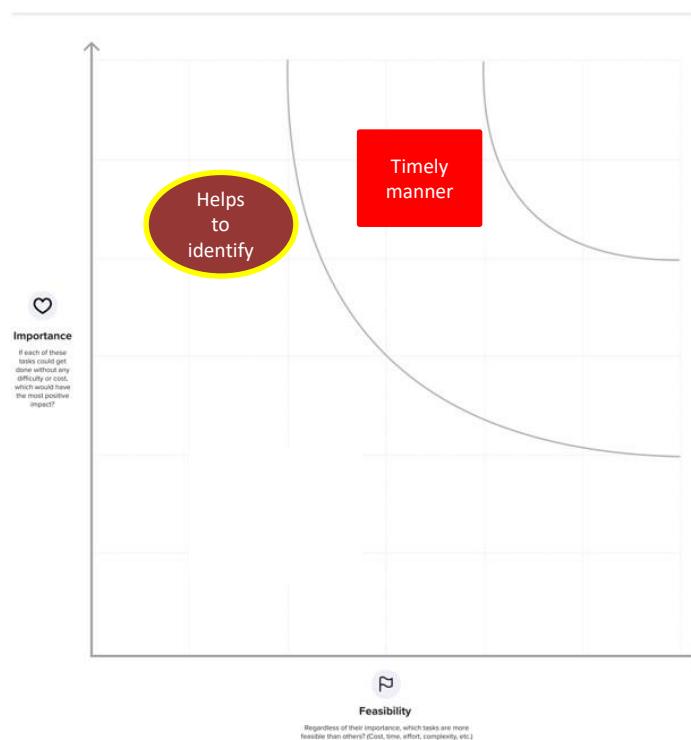 Timely
manner
Helps
to
identify
Importance
If each of these
tasks could get
done without any
difficulty or cost,
which would have
the most positive
impact?
Feasibility
Regardless of their importance, which tasks are more
feasible than others? (Cost, time, effort, complexity, etc.)